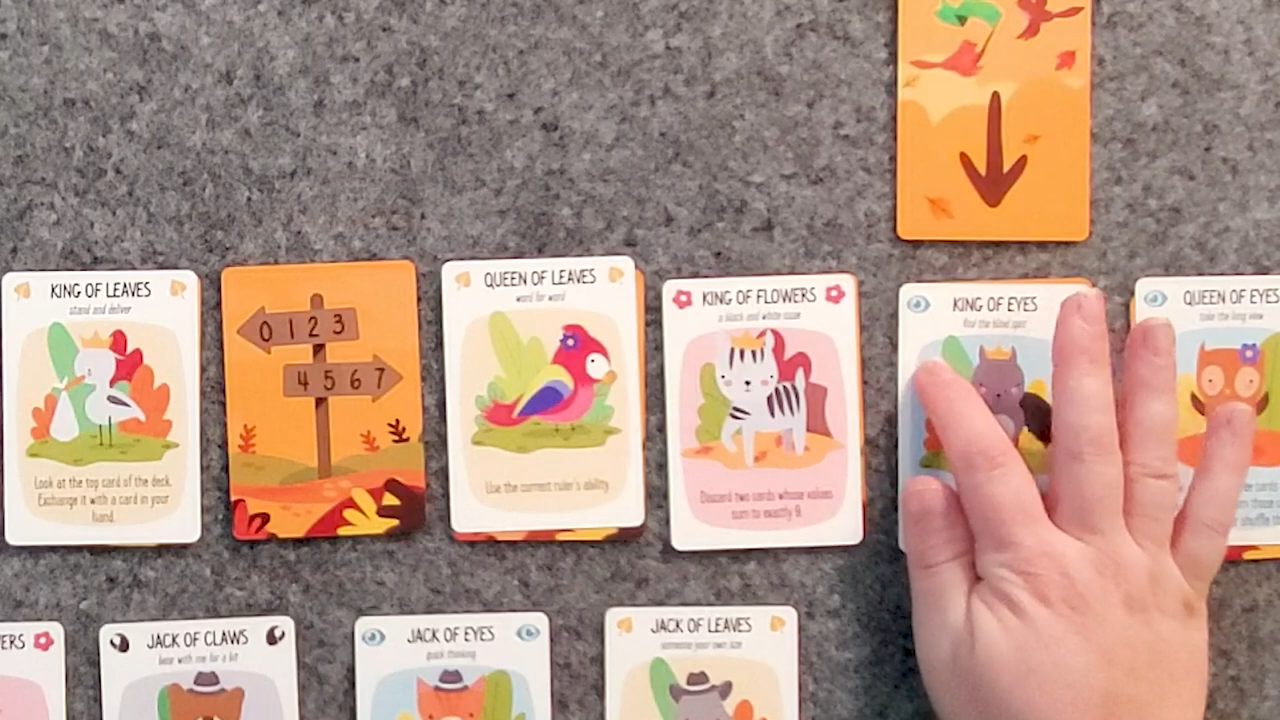 KING OF LEAVES
stand and deliver
Look at the top card of the deck.
Exchange it with a card in your
hand.
0 1 2 3
4 5 6 7
QUEEN OF LEAVES
word for word
Use the current ruler's ability.
KING OF FLOWERS
a black and white issue
Discard two cards whose values
sum to exactly 9.
KING OF EYES
find the blind spot
QUEEN OF EYES
take the long view
ERS
JACK OF CLAWS
bear with me for a bit
JACK OF EYES
quick thinking
JACK OF LEAVES
someone your own size